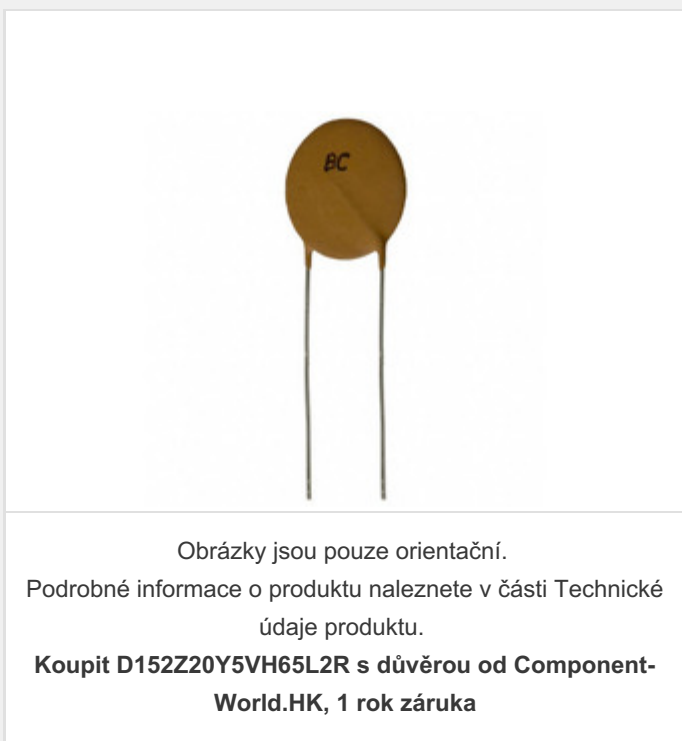 BC
Obrázky jsou pouze orientační.
Podrobné informace o produktu naleznete v části Technické
údaje produktu.
Koupit D152Z20Y5VH65L2R s důvěrou od Component-
World.HK, 1 rok záruka